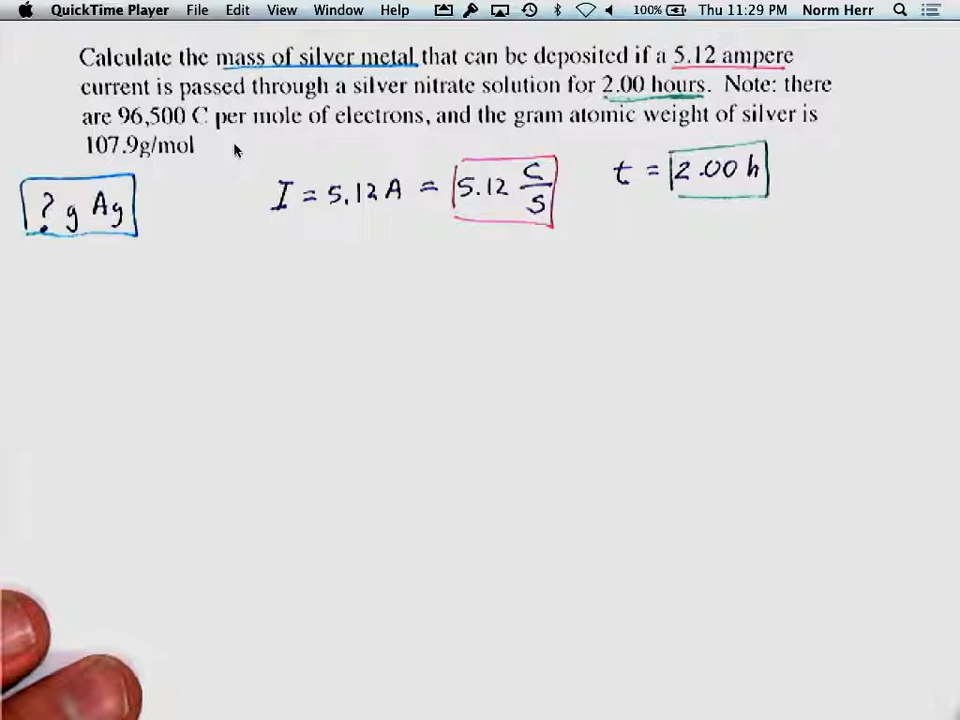 QuickTime Player File Edit View Window Help 100% Thu 11:29 PM Norm Herr
Calculate the mass of silver metal that can be deposited if a 5.12 ampere
current is passed through a silver nitrate solution for 2.00 hours. Note: there
are 96,500 C per mole of electrons, and the gram atomic weight of silver is
107.9g/mol
? g Ag
I = 5.12 A = 5.12 C/S
t = 2.00 h